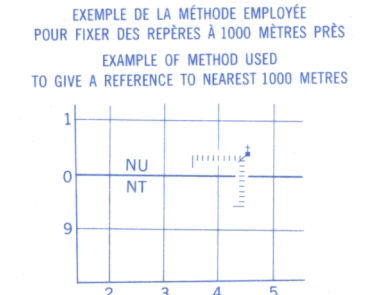 EXEMPLE DE LA MÉTHODE EMPLOYÉE
POUR FIXER DES REPÈRES À 1000 MÈTRES PRÈS
EXAMPLE OF METHOD USED
TO GIVE A REFERENCE TO NEAREST 1000 METRES
1
NU
0
NT
9
2 3 4 5